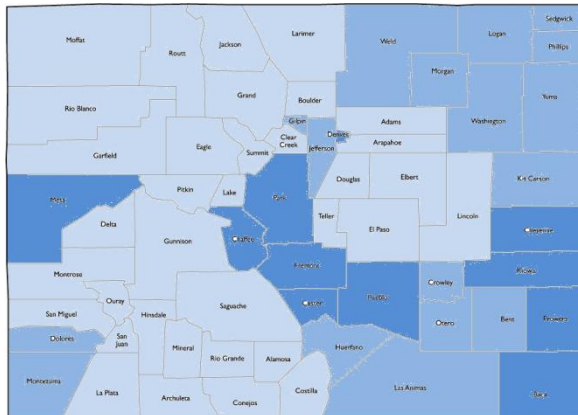 Moffat
Routt
Jackson
Larimer
Weld
Logan
Sedgwick
Phillips
Morgan
Rio Blanco
Grand
Boulder
Gilpin
Clear
Creek
Jefferson
Denver
Adams
Arapahoe
Washington
Yuma
Garfield
Eagle
Summit
Douglas
Elbert
Kit Carson
Mesa
Pitkin
Lake
Park
Teller
Lincoln
Delta
Gunnison
Chaffee
El Paso
Cheyenne
Montrose
Fremont
Kiowa
Ouray
San Miguel
Hinsdale
Saguache
Custer
Pueblo
Crowley
Otero
Bent
Prowers
Dolores
San
Juan
Mineral
Rio Grande
Alamosa
Huerfano
Montezuma
La Plata
Archuleta
Conejos
Costilla
Las Animas
Baca